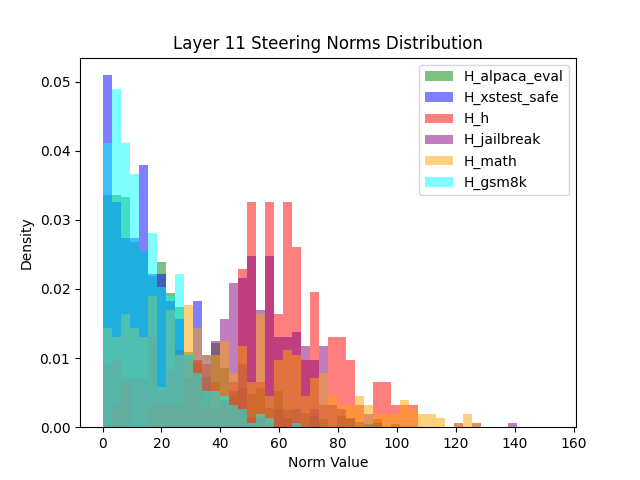 Layer 11 Steering Norms Distribution
H_alpaca_eval
H_xstest_safe
H_h
H_jailbreak
H_math
H_gsm8k
0.05
0.04
0.03
0.02
0.01
0.00
Density
0 20 40 60 80 100 120 140 160
Norm Value